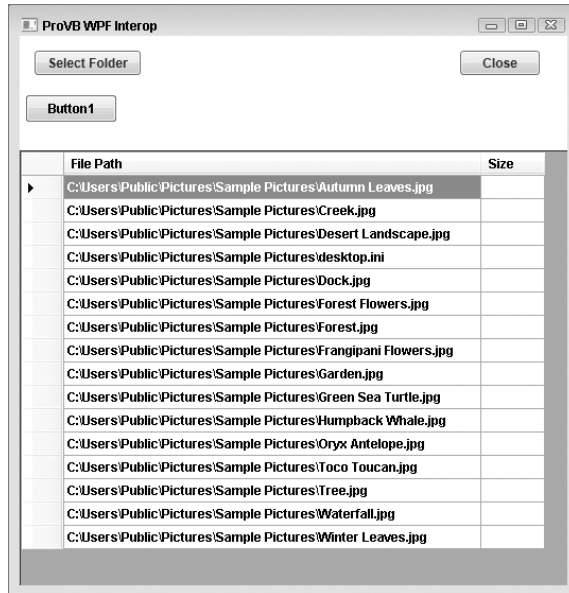 ProVB WPF Interop
Select Folder Close
Button1
File Path Size
C:\Users\Public\Pictures\Sample Pictures\Autumn Leaves.jpg
C:\Users\Public\Pictures\Sample Pictures\Creek.jpg
C:\Users\Public\Pictures\Sample Pictures\Desert Landscape.jpg
C:\Users\Public\Pictures\Sample Pictures\desktop.ini
C:\Users\Public\Pictures\Sample Pictures\Dock.jpg
C:\Users\Public\Pictures\Sample Pictures\Forest Flowers.jpg
C:\Users\Public\Pictures\Sample Pictures\Forest.jpg
C:\Users\Public\Pictures\Sample Pictures\Frangipani Flowers.jpg
C:\Users\Public\Pictures\Sample Pictures\Garden.jpg
C:\Users\Public\Pictures\Sample Pictures\Green Sea Turtle.jpg
C:\Users\Public\Pictures\Sample Pictures\Humpback Whale.jpg
C:\Users\Public\Pictures\Sample Pictures\Oryx Antelope.jpg
C:\Users\Public\Pictures\Sample Pictures\Toco Toucan.jpg
C:\Users\Public\Pictures\Sample Pictures\Tree.jpg
C:\Users\Public\Pictures\Sample Pictures\Waterfall.jpg
C:\Users\Public\Pictures\Sample Pictures\Winter Leaves.jpg